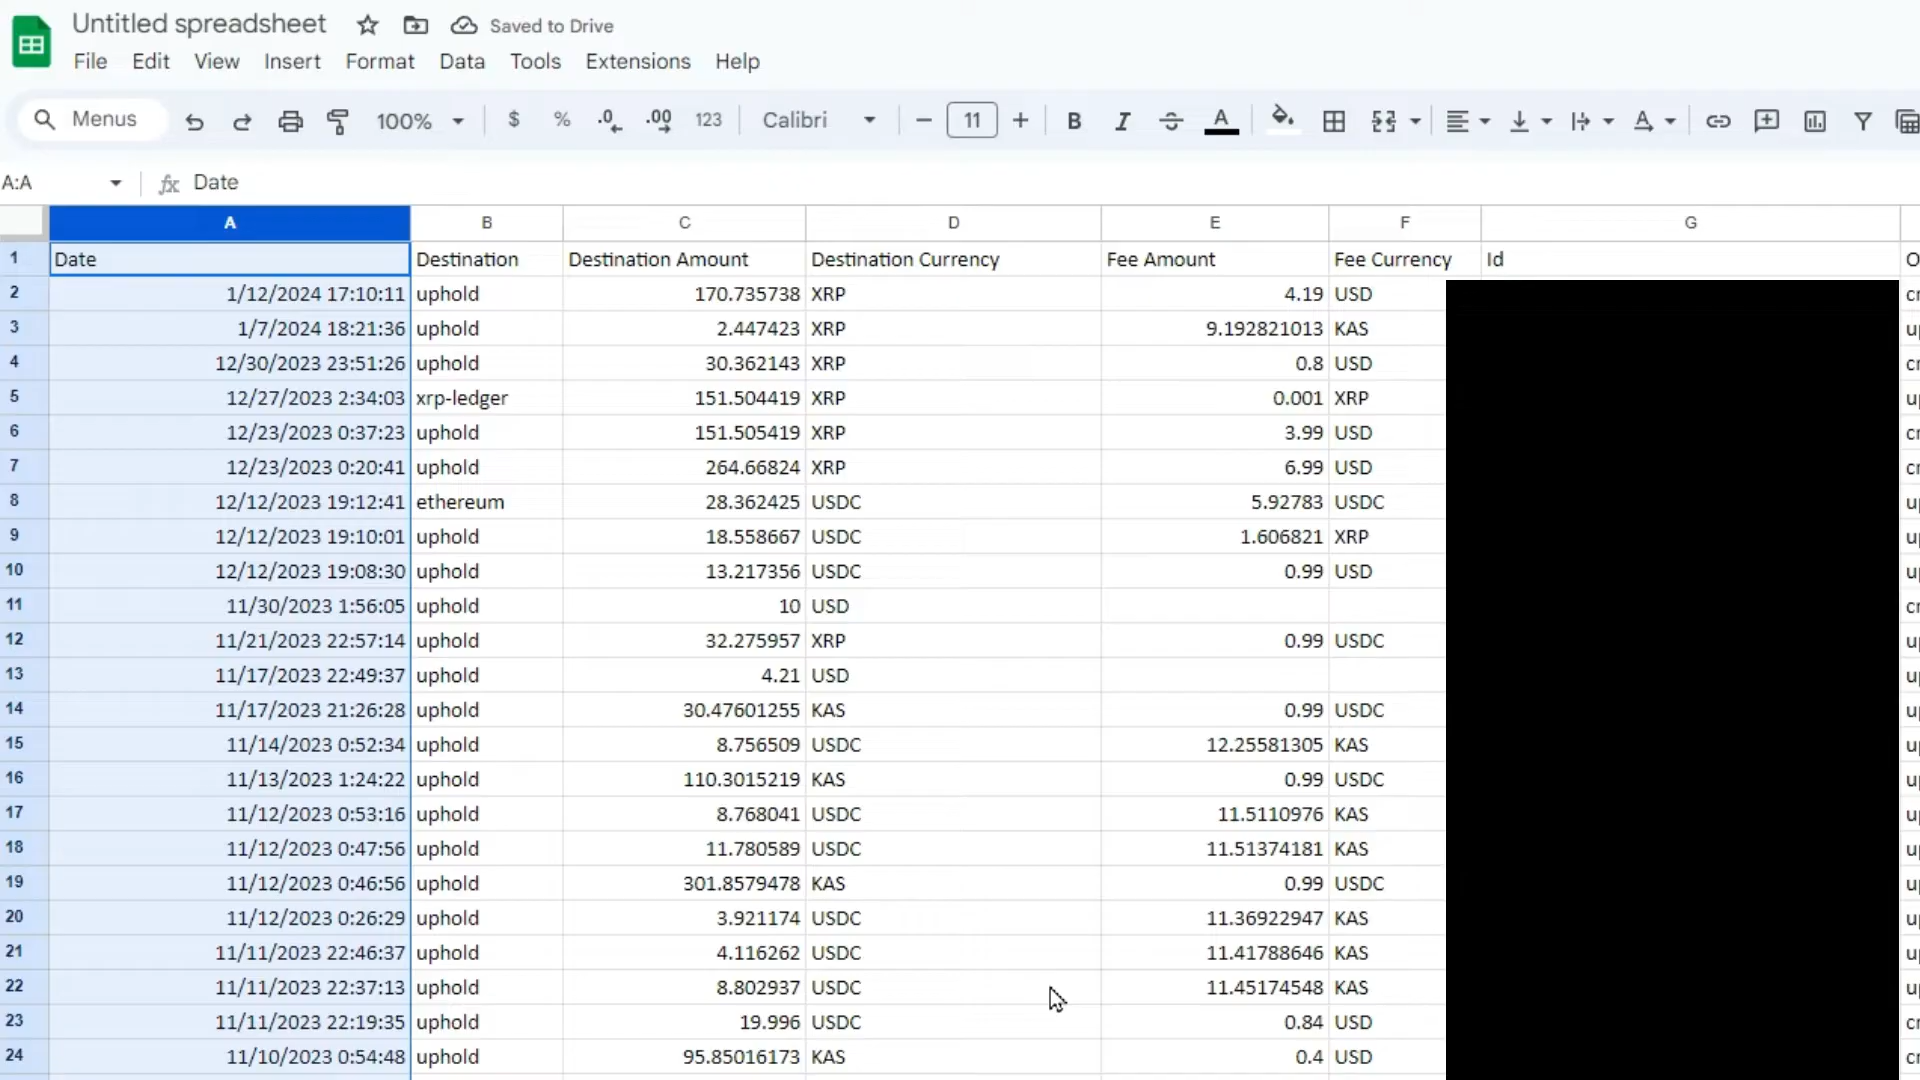 Untitled spreadsheet Saved to Drive
File Edit View Insert Format Data Tools Extensions Help
Menus 100% $ % .0 .00 123 Calibri 11 B I A A
A:A fx Date
A B C D E F G
1 Date Destination Destination Amount Destination Currency Fee Amount Fee Currency Id
2 1/12/2024 17:10:11 uphold 170.735738 XRP 4.19 USD
3 1/7/2024 18:21:36 uphold 2.447423 XRP 9.192821013 KAS
4 12/30/2023 23:51:26 uphold 30.362143 XRP 0.8 USD
5 12/27/2023 2:34:03 xrp-ledger 151.504419 XRP 0.001 XRP
6 12/23/2023 0:37:23 uphold 151.505419 XRP 3.99 USD
7 12/23/2023 0:20:41 uphold 264.66824 XRP 6.99 USD
8 12/12/2023 19:12:41 ethereum 28.362425 USDC 5.92783 USDC
9 12/12/2023 19:10:01 uphold 18.558667 USDC 1.606821 XRP
10 12/12/2023 19:08:30 uphold 13.217356 USDC 0.99 USD
11 11/30/2023 1:56:05 uphold 10 USD
12 11/21/2023 22:57:14 uphold 32.275957 XRP 0.99 USDC
13 11/17/2023 22:49:37 uphold 4.21 USD
14 11/17/2023 21:26:28 uphold 30.47601255 KAS 0.99 USDC
15 11/14/2023 0:52:34 uphold 8.756509 USDC 12.25581305 KAS
16 11/13/2023 1:24:22 uphold 110.3015219 KAS 0.99 USDC
17 11/12/2023 0:53:16 uphold 8.768041 USDC 11.5110976 KAS
18 11/12/2023 0:47:56 uphold 11.780589 USDC 11.51374181 KAS
19 11/12/2023 0:46:56 uphold 301.8579478 KAS 0.99 USDC
20 11/12/2023 0:26:29 uphold 3.921174 USDC 11.36922947 KAS
21 11/11/2023 22:46:37 uphold 4.116262 USDC 11.41788646 KAS
22 11/11/2023 22:37:13 uphold 8.802937 USDC 11.45174548 KAS
23 11/11/2023 22:19:35 uphold 19.996 USDC 0.84 USD
24 11/10/2023 0:54:48 uphold 95.85016173 KAS 0.4 USD